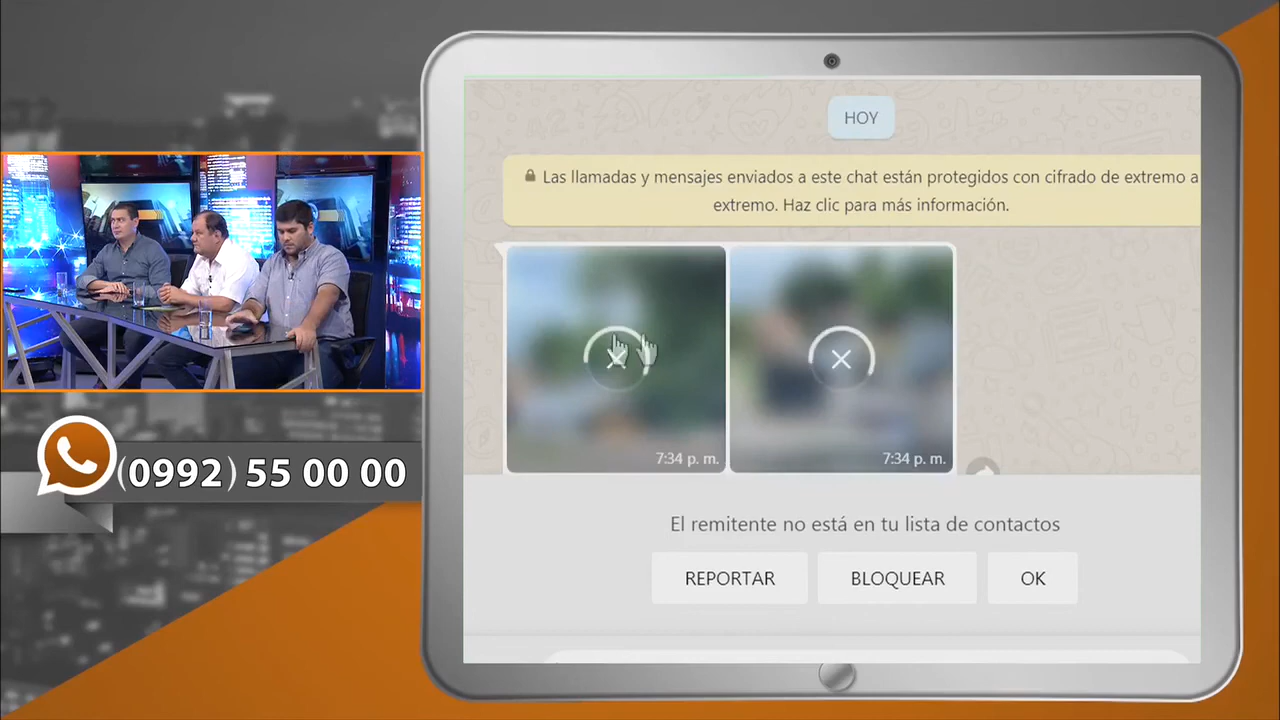 HOY
Las llamadas y mensajes enviados a este chat están protegidos con cifrado de extremo a
extremo. Haz clic para más información.
7:34 p. m.
7:34 p. m.
(0992) 55 00 00
El remitente no está en tu lista de contactos
REPORTAR
BLOQUEAR
OK